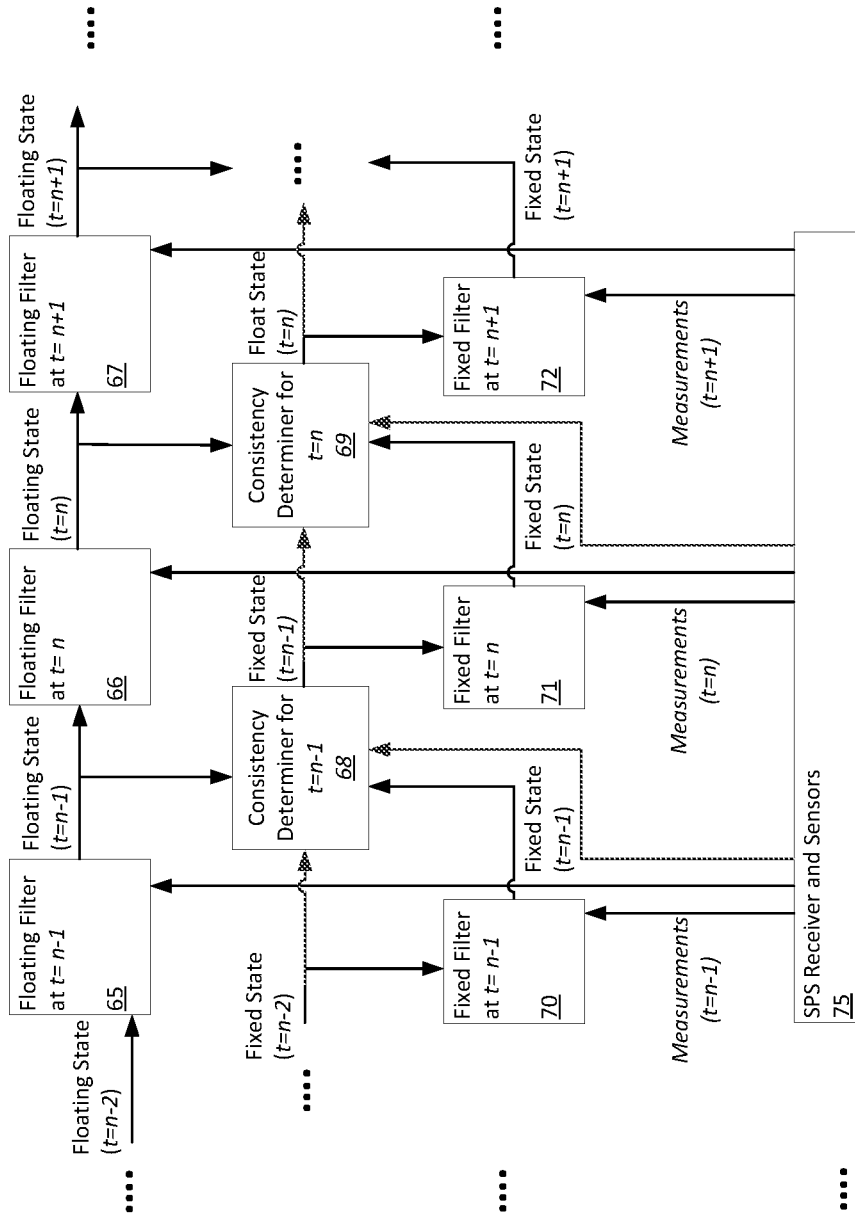 ....
Floating State
(t=n-2)
Floating Filter
at t= n-1
65
Floating State
(t=n-1)
Floating Filter
at t= n
66
Floating State
(t=n)
Floating Filter
at t= n+1
67
Floating State
(t=n+1)
....
....
Fixed State
(t=n-2)
Consistency
Determiner for
t=n-1
68
Fixed State
(t=n-1)
Consistency
Determiner for
t=n
69
Float State
(t=n)
....
....
Fixed Filter
at t= n-1
70
Fixed State
(t=n-1)
Fixed Filter
at t= n
71
Fixed State
(t=n)
Fixed Filter
at t= n+1
72
Fixed State
(t=n+1)
....
Measurements
(t=n-1)
Measurements
(t=n)
Measurements
(t=n+1)
....
SPS Receiver and Sensors
75